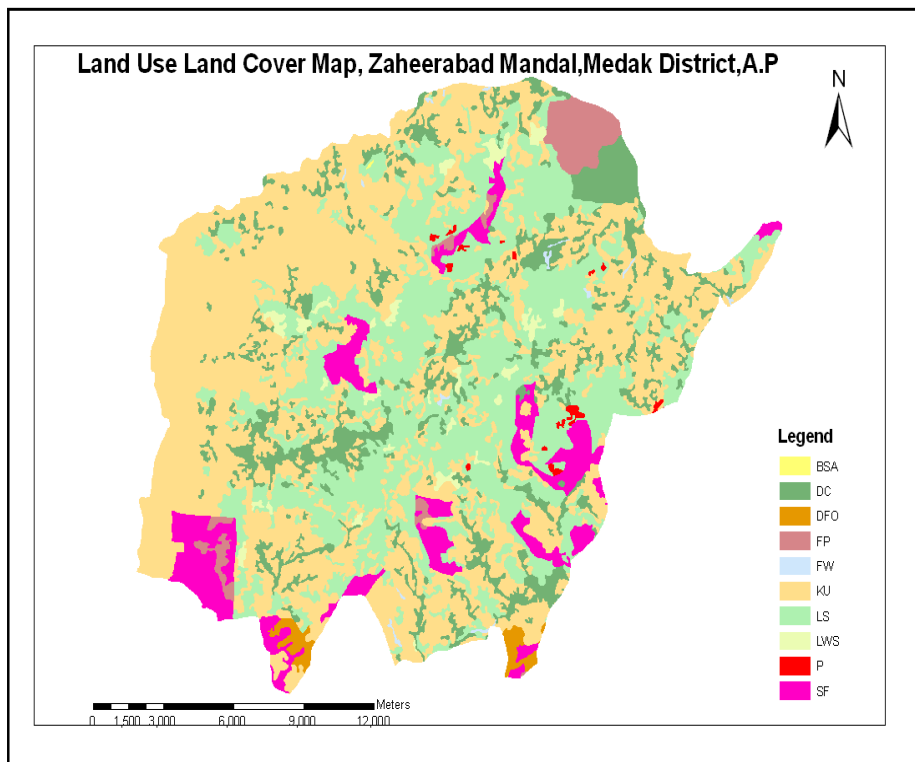 Land Use Land Cover Map, Zaheerabad Mandal,Medak District,A.P
N
Legend
BSA
DC
DFO
FP
FW
KU
LS
LWS
P
SF
Meters
0 1,500 3,000 6,000 9,000 12,000